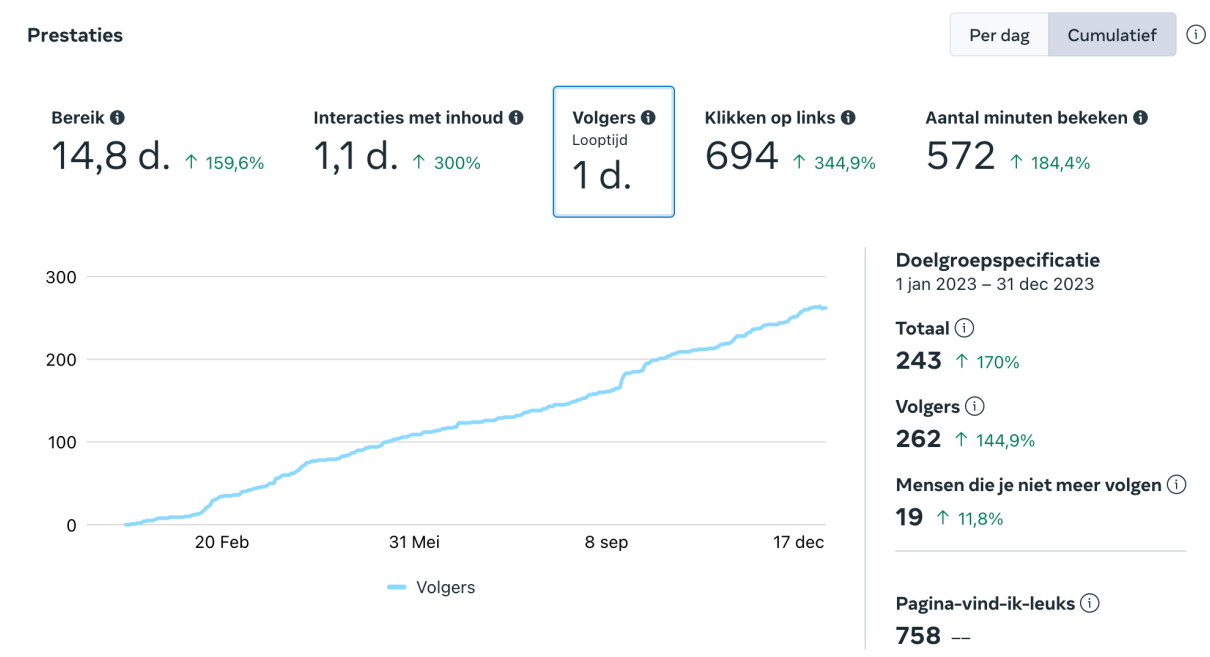 Prestaties
Per dag
Cumulatief
Bereik
14,8 d. ↑ 159,6%
Interacties met inhoud
1,1 d. ↑ 300%
Volgers
Looptijd
1 d.
Klikken op links
694 ↑ 344,9%
Aantal minuten bekeken
572 ↑ 184,4%
300
200
100
0
20 Feb
31 Mei
8 sep
17 dec
Volgers
Doelgroepspecificatie
1 jan 2023 – 31 dec 2023
Totaal
243 ↑ 170%
Volgers
262 ↑ 144,9%
Mensen die je niet meer volgen
19 ↑ 11,8%
Pagina-vind-ik-leuks
758 --